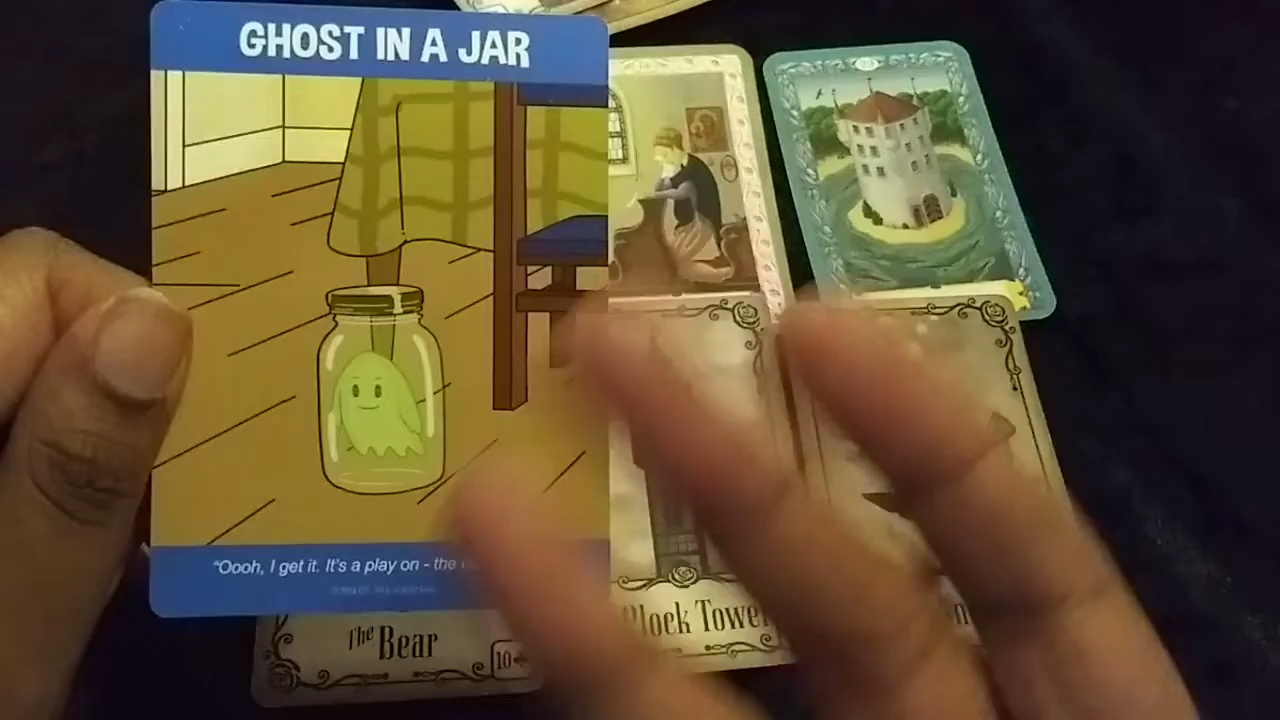 GHOST IN A JAR
"Oooh, I get it. It's a play on - the
The Bear
10
Block Tower